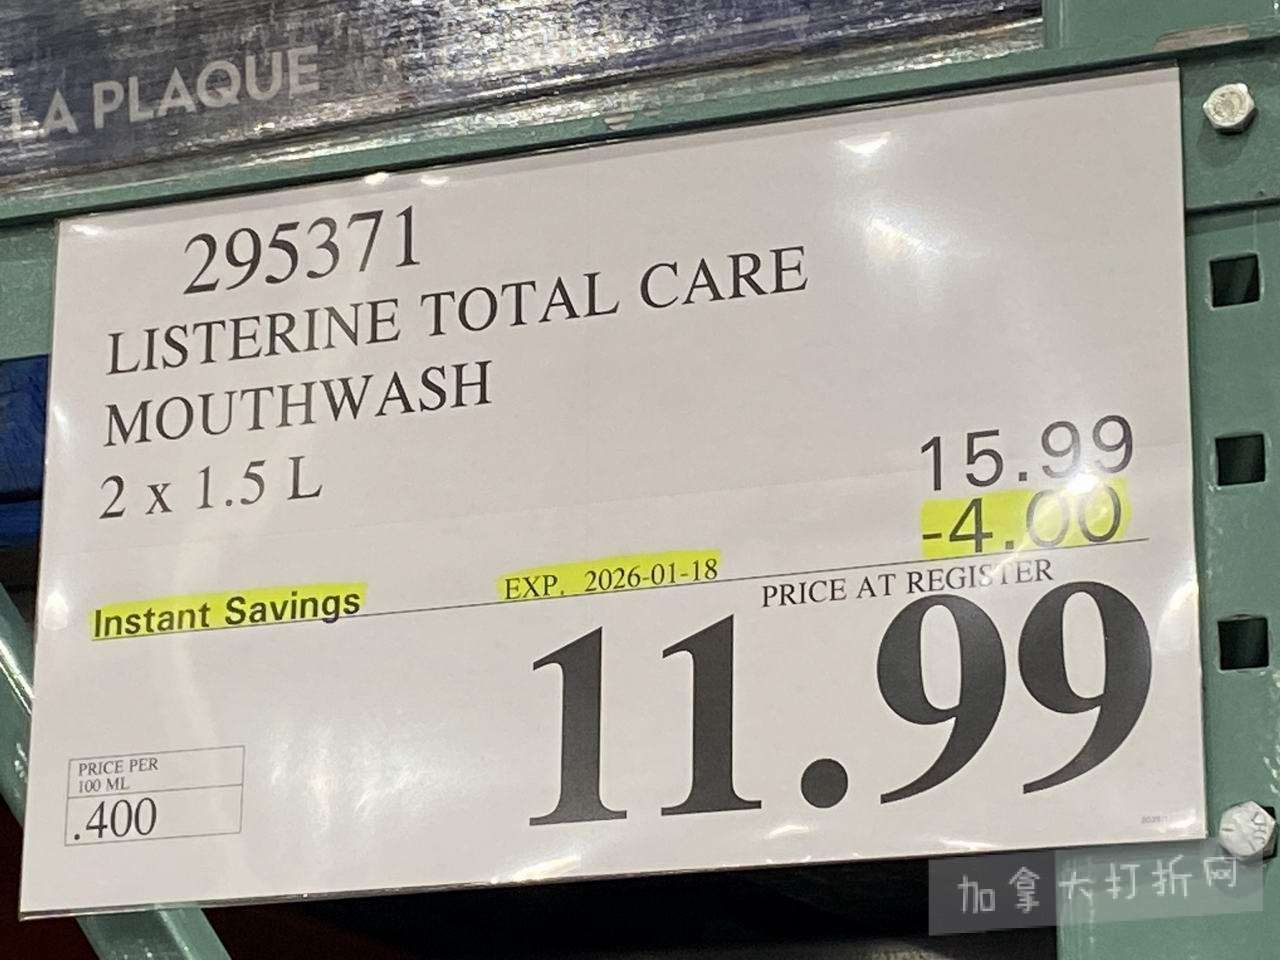 LA PLAQUE
295371
LISTERINE TOTAL CARE
MOUTHWASH
2 x 1.5 L
15.99
-4.00
Instant Savings
EXP. 2026-01-18
PRICE AT REGISTER
11.99
PRICE PER
100 ML
.400
加拿大打折网